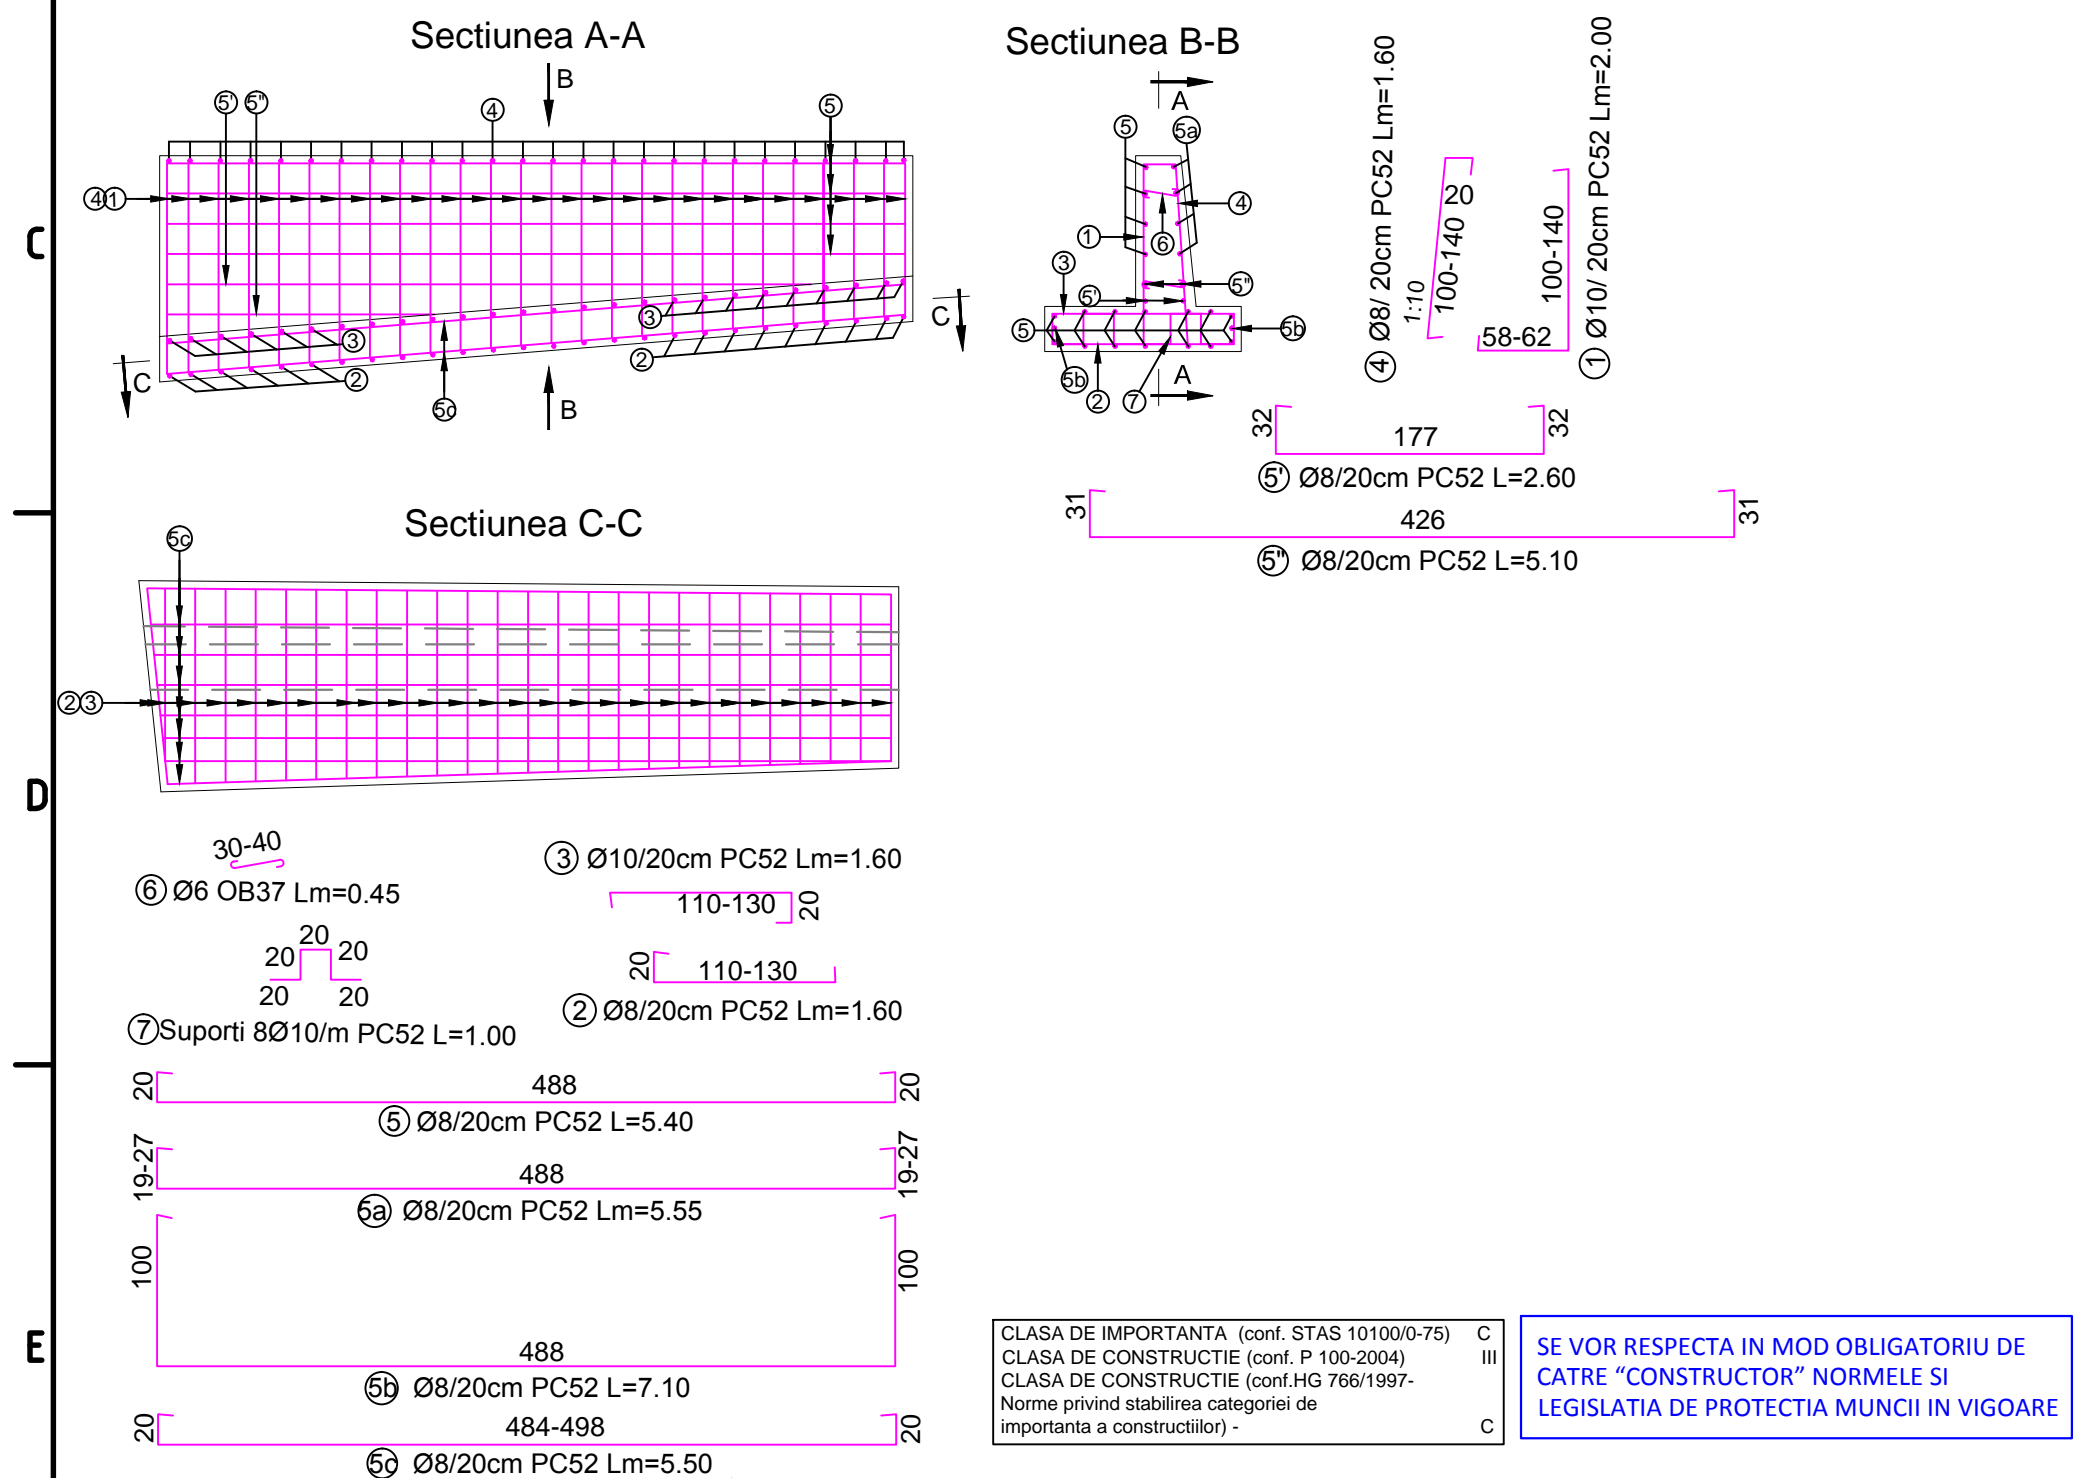 Sectiunea A-A
B
5'
5"
4
5
4
1
C
3
3
2
2
C
C
5c
B
Sectiunea B-B
A
5
5a
4
1
6
3
5"
5'
5
5b
5b
2
7
A
4 Ø8/ 20cm PC52 Lm=1.60
1:10
100-140
20
100-140
58-62
1 Ø10/ 20cm PC52 Lm=2.00
32
177
32
5' Ø8/20cm PC52 L=2.60
31
426
31
5" Ø8/20cm PC52 L=5.10
Sectiunea C-C
5c
2
3
D
30-40
6 Ø6 OB37 Lm=0.45
3 Ø10/20cm PC52 Lm=1.60
110-130
20
20
20
20
20
20
7 Suporti 8Ø10/m PC52 L=1.00
20
110-130
2 Ø8/20cm PC52 Lm=1.60
20
488
20
5 Ø8/20cm PC52 L=5.40
19-27
488
19-27
5a Ø8/20cm PC52 Lm=5.55
100
488
100
5b Ø8/20cm PC52 L=7.10
E
20
484-498
20
5c Ø8/20cm PC52 Lm=5.50
CLASA DE IMPORTANTA (conf. STAS 10100/0-75) C
CLASA DE CONSTRUCTIE (conf. P 100-2004) III
CLASA DE CONSTRUCTIE (conf.HG 766/1997-
Norme privind stabilirea categoriei de
importanta a constructiilor) - C
SE VOR RESPECTA IN MOD OBLIGATORIU DE
CATRE “CONSTRUCTOR” NORMELE SI
LEGISLATIA DE PROTECTIA MUNCII IN VIGOARE